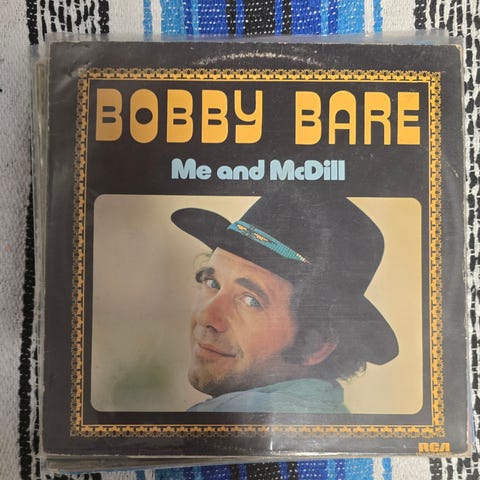 BOBBY BARE
Me and McDill
RCA